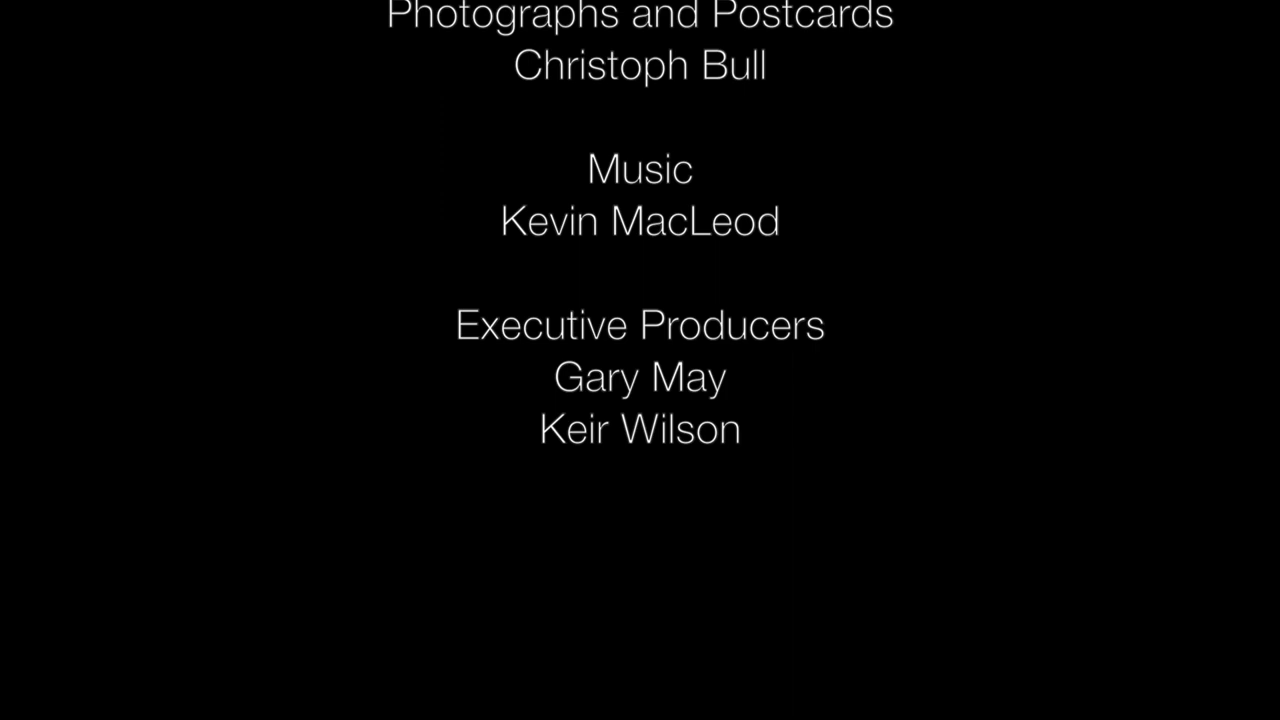 Photographs and Postcards
Christoph Bull
Music
Kevin MacLeod
Executive Producers
Gary May
Keir Wilson